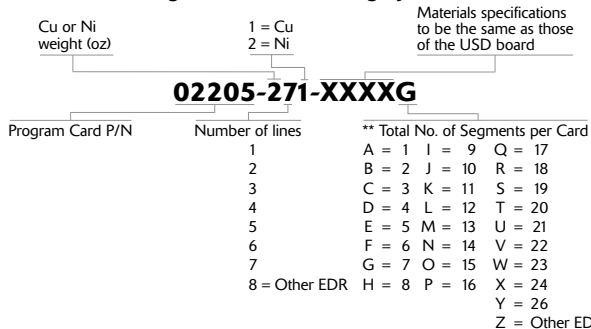 Cu or Ni
weight (oz)
1 = Cu
2 = Ni
Materials specifications
to be the same as those
of the USD board
02205-271-XXXXG
Program Card P/N
Number of lines
1
2
3
4
5
6
7
8 = Other EDR
** Total No. of Segments per Card
A = 1 I = 9 Q = 17
B = 2 J = 10 R = 18
C = 3 K = 11 S = 19
D = 4 L = 12 T = 20
E = 5 M = 13 U = 21
F = 6 N = 14 V = 22
G = 7 O = 15 W = 23
H = 8 P = 16 X = 24
Y = 26
Z = Other